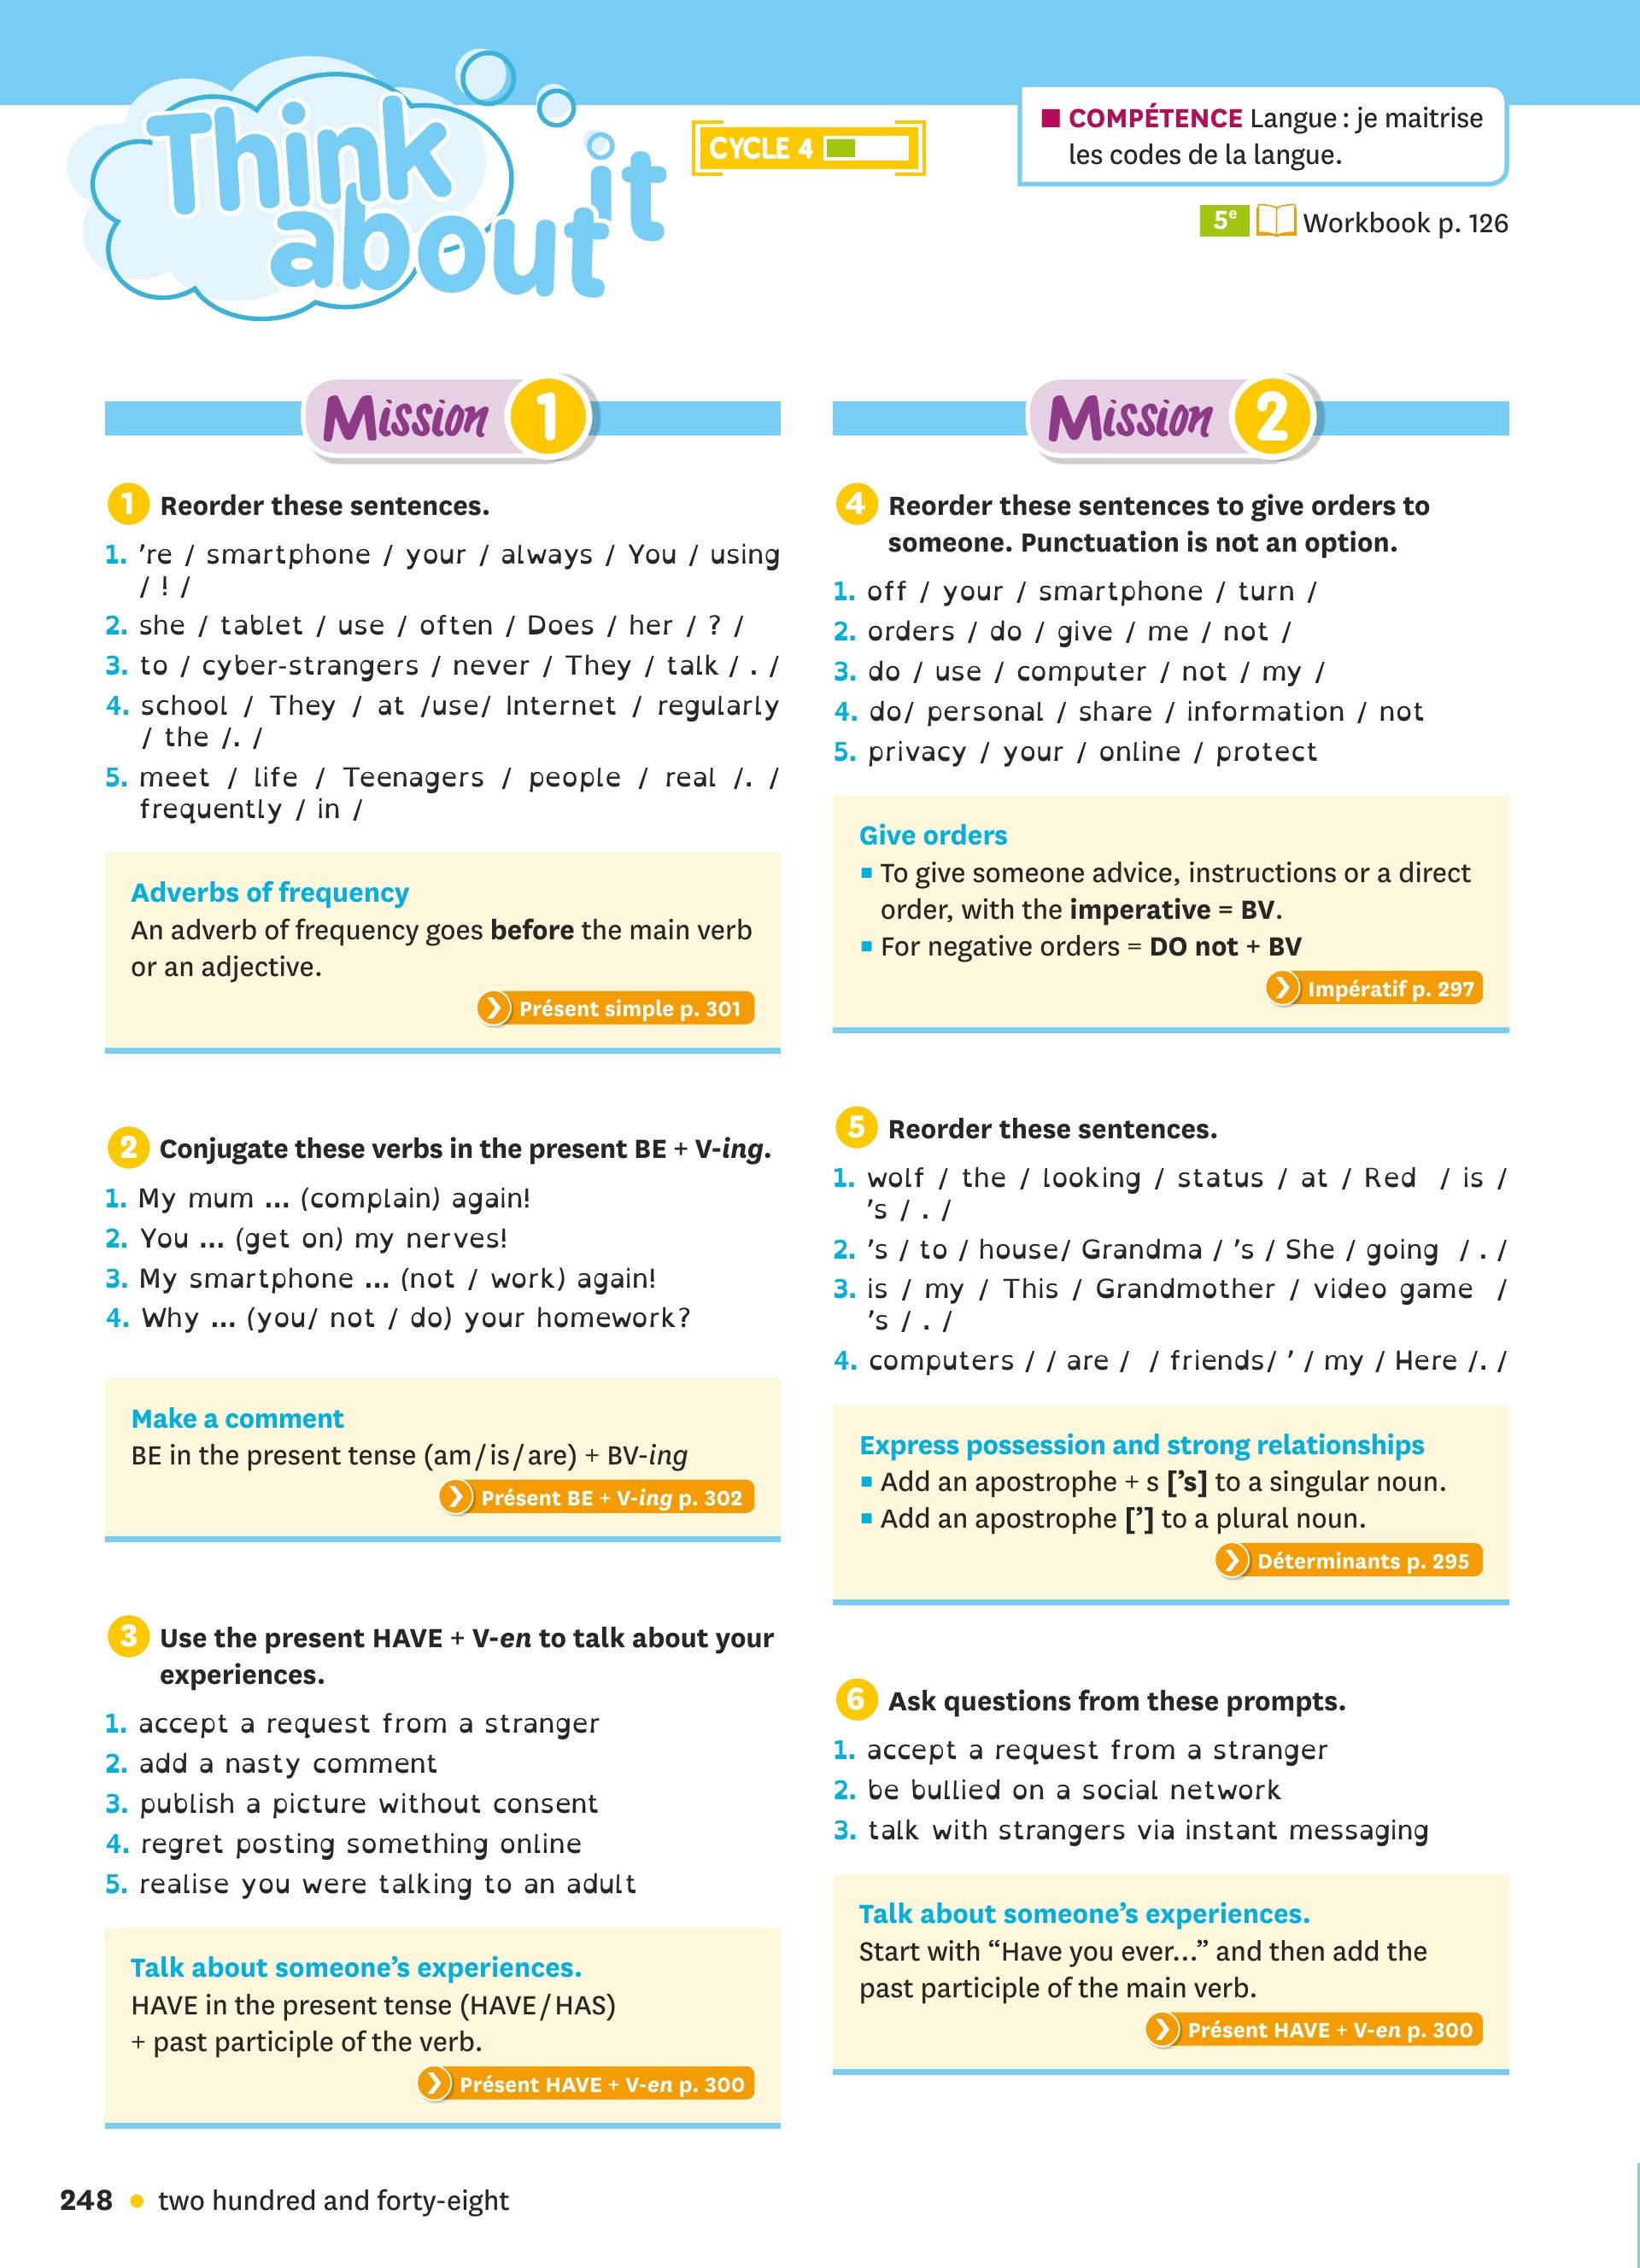 Think
about it
CYCLE 4
■ COMPÉTENCE Langue : je maitrise
les codes de la langue.
5e Workbook p. 126
Mission 1
1 Reorder these sentences.
1. ’re / smartphone / your / always / You / using
/ ! /
2. she / tablet / use / often / Does / her / ? /
3. to / cyber-strangers / never / They / talk / . /
4. school / They / at /use/ Internet / regularly
/ the /. /
5. meet / life / Teenagers / people / real /. /
frequently / in /
Adverbs of frequency
An adverb of frequency goes before the main verb
or an adjective.
Présent simple p. 301
2 Conjugate these verbs in the present BE + V-ing.
1. My mum ... (complain) again!
2. You ... (get on) my nerves!
3. My smartphone ... (not / work) again!
4. Why ... (you/ not / do) your homework?
Make a comment
BE in the present tense (am / is / are) + BV-ing
Présent BE + V-ing p. 302
3 Use the present HAVE + V-en to talk about your
experiences.
1. accept a request from a stranger
2. add a nasty comment
3. publish a picture without consent
4. regret posting something online
5. realise you were talking to an adult
Talk about someone’s experiences.
HAVE in the present tense (HAVE / HAS)
+ past participle of the verb.
Présent HAVE + V-en p. 300
Mission 2
4 Reorder these sentences to give orders to
someone. Punctuation is not an option.
1. off / your / smartphone / turn /
2. orders / do / give / me / not /
3. do / use / computer / not / my /
4. do/ personal / share / information / not
5. privacy / your / online / protect
Give orders
■ To give someone advice, instructions or a direct
order, with the imperative = BV.
■ For negative orders = DO not + BV
Impératif p. 297
5 Reorder these sentences.
1. wolf / the / looking / status / at / Red / is /
’s / . /
2. ’s / to / house/ Grandma / ’s / She / going / . /
3. is / my / This / Grandmother / video game /
’s / . /
4. computers / / are / / friends/ ’ / my / Here /. /
Express possession and strong relationships
■ Add an apostrophe + s [’s] to a singular noun.
■ Add an apostrophe [’] to a plural noun.
Déterminants p. 295
6 Ask questions from these prompts.
1. accept a request from a stranger
2. be bullied on a social network
3. talk with strangers via instant messaging
Talk about someone’s experiences.
Start with “Have you ever...” and then add the
past participle of the main verb.
Présent HAVE + V-en p. 300
248 • two hundred and forty-eight